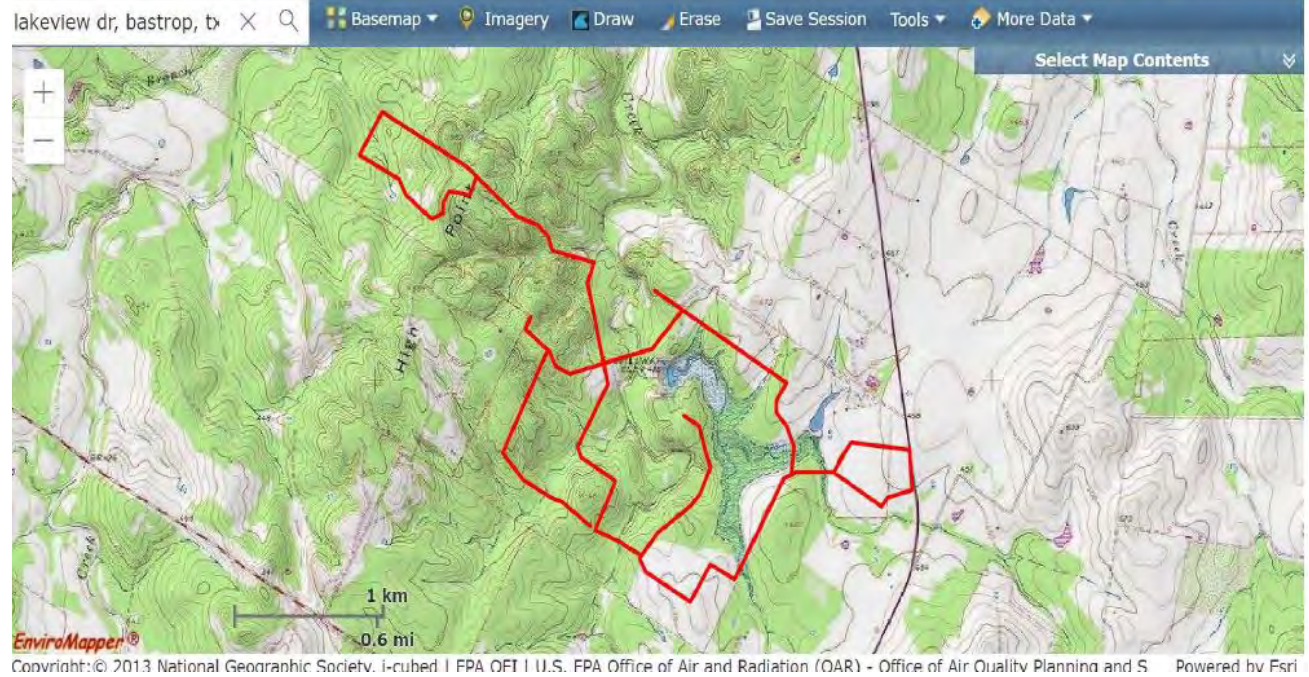 lakeview dr, bastrop, tx
Basemap
Imagery
Draw
Erase
Save Session
Tools
More Data
Select Map Contents
+
−
Branch
Creek
Point
High
Creek
Creek
1 km
0.6 mi
EnviroMapper®
Copyright:© 2013 National Geographic Society, i-cubed | EPA OEI | U.S. EPA Office of Air and Radiation (OAR) - Office of Air Quality Planning and S
Powered by Esri